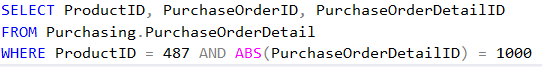 SELECT ProductID, PurchaseOrderID, PurchaseOrderDetailID
FROM Purchasing.PurchaseOrderDetail
WHERE ProductID = 487 AND ABS(PurchaseOrderDetailID) = 1000